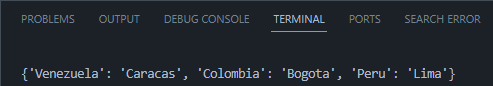 PROBLEMS OUTPUT DEBUG CONSOLE TERMINAL PORTS SEARCH ERROR
{'Venezuela': 'Caracas', 'Colombia': 'Bogota', 'Peru': 'Lima'}